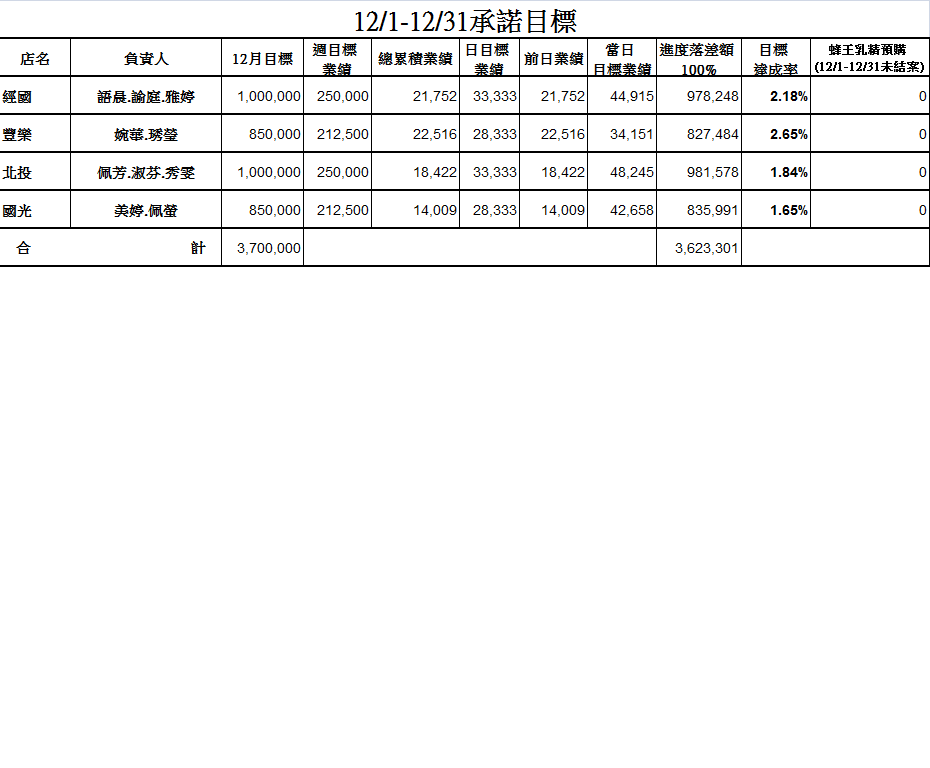 12/1-12/31承諾目標
店名 負責人 12月目標 週目標業績 總累積業績 日目標業績 前日業績 當日目標業績 進度落差額100% 目標達成率 蜂王乳精預購(12/1-12/31未結案)
經國 語晨.諭庭.雅婷 1,000,000 250,000 21,752 33,333 21,752 44,915 978,248 2.18% 0
豐樂 婉華.琇瑩 850,000 212,500 22,516 28,333 22,516 34,151 827,484 2.65% 0
北投 佩芳.淑芬.秀雯 1,000,000 250,000 18,422 33,333 18,422 48,245 981,578 1.84% 0
國光 美婷.佩螢 850,000 212,500 14,009 28,333 14,009 42,658 835,991 1.65% 0
合 計 3,700,000 3,623,301